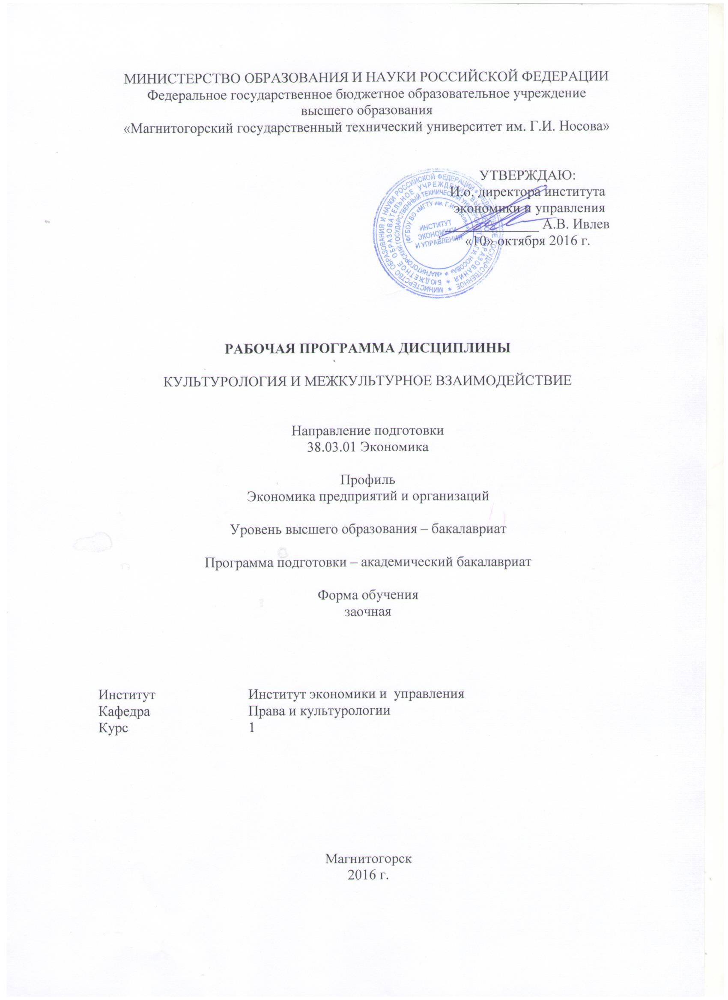 МИНИСТЕРСТВО ОБРАЗОВАНИЯ И НАУКИ РОССИЙСКОЙ ФЕДЕРАЦИИ
Федеральное государственное бюджетное образовательное учреждение
высшего образования
«Магнитогорский государственный технический университет им. Г.И. Носова»
УТВЕРЖДАЮ:
И.о. директора института
экономики и управления
А.В. Ивлев
«10» октября 2016 г.
МИНИСТЕРСТВО ОБРАЗОВАНИЯ И НАУКИ РОССИЙСКОЙ ФЕДЕРАЦИИ * ФЕДЕРАЛЬНОЕ ГОСУДАРСТВЕННОЕ *
БЮДЖЕТНОЕ ОБРАЗОВАТЕЛЬНОЕ УЧРЕЖДЕНИЕ ВЫСШЕГО ОБРАЗОВАНИЯ *
«МАГНИТОГОРСКИЙ ГОСУДАРСТВЕННЫЙ ТЕХНИЧЕСКИЙ УНИВЕРСИТЕТ им. Г.И. НОСОВА» *
(ФГБОУ ВО «МГТУ им. Г.И. Носова»)
ИНСТИТУТ
ЭКОНОМИКИ
И УПРАВЛЕНИЯ
РАБОЧАЯ ПРОГРАММА ДИСЦИПЛИНЫ
КУЛЬТУРОЛОГИЯ И МЕЖКУЛЬТУРНОЕ ВЗАИМОДЕЙСТВИЕ
Направление подготовки
38.03.01 Экономика
Профиль
Экономика предприятий и организаций
Уровень высшего образования – бакалавриат
Программа подготовки – академический бакалавриат
Форма обучения
заочная
Институт Институт экономики и управления
Кафедра Права и культурологии
Курс 1
Магнитогорск
2016 г.